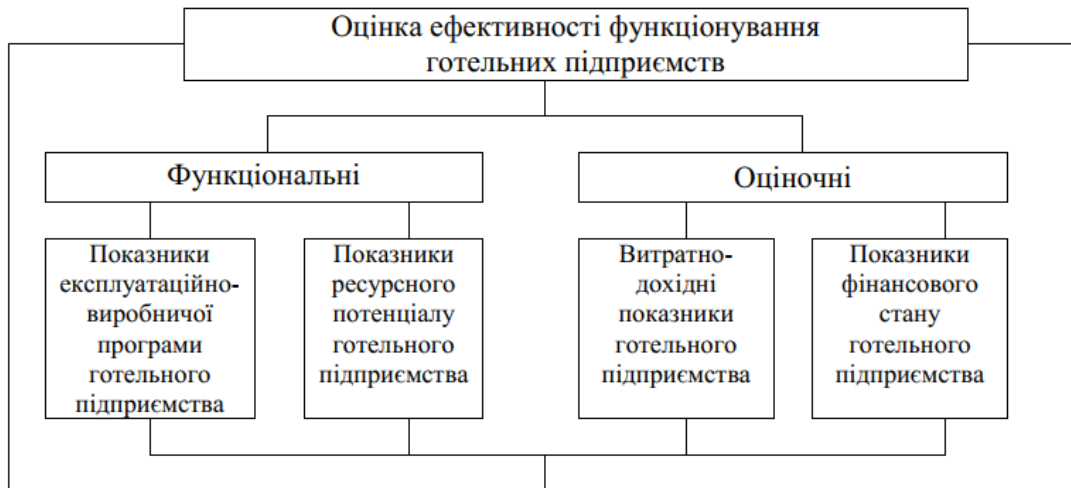 Оцінка ефективності функціонування
готельних підприємств
Функціональні
Оціночні
Показники
експлуатаційно-
виробничої
програми
готельного
підприємства
Показники
ресурсного
потенціалу
готельного
підприємства
Витратно-
дохідні
показники
готельного
підприємства
Показники
фінансового
стану
готельного
підприємства